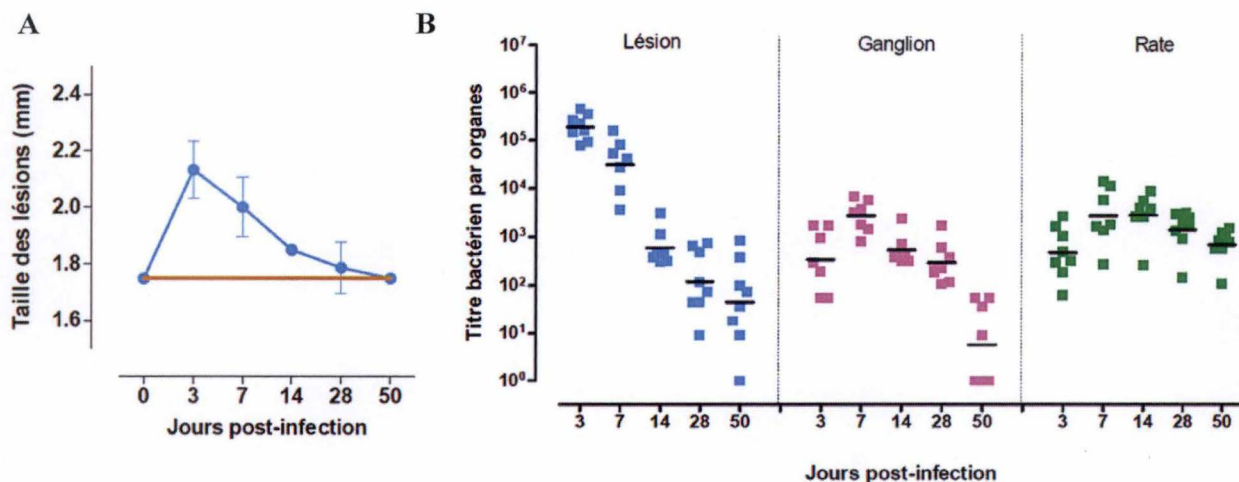 A
Taille des lésions (mm)
2.4
2.2
2.0
1.8
1.6
0 3 7 14 28 50
Jours post-infection
B
Titre bactérien par organes
10⁷
10⁶
10⁵
10⁴
10³
10²
10¹
10⁰
Lésion Ganglion Rate
3 7 14 28 50 3 7 14 28 50 3 7 14 28 50
Jours post-infection